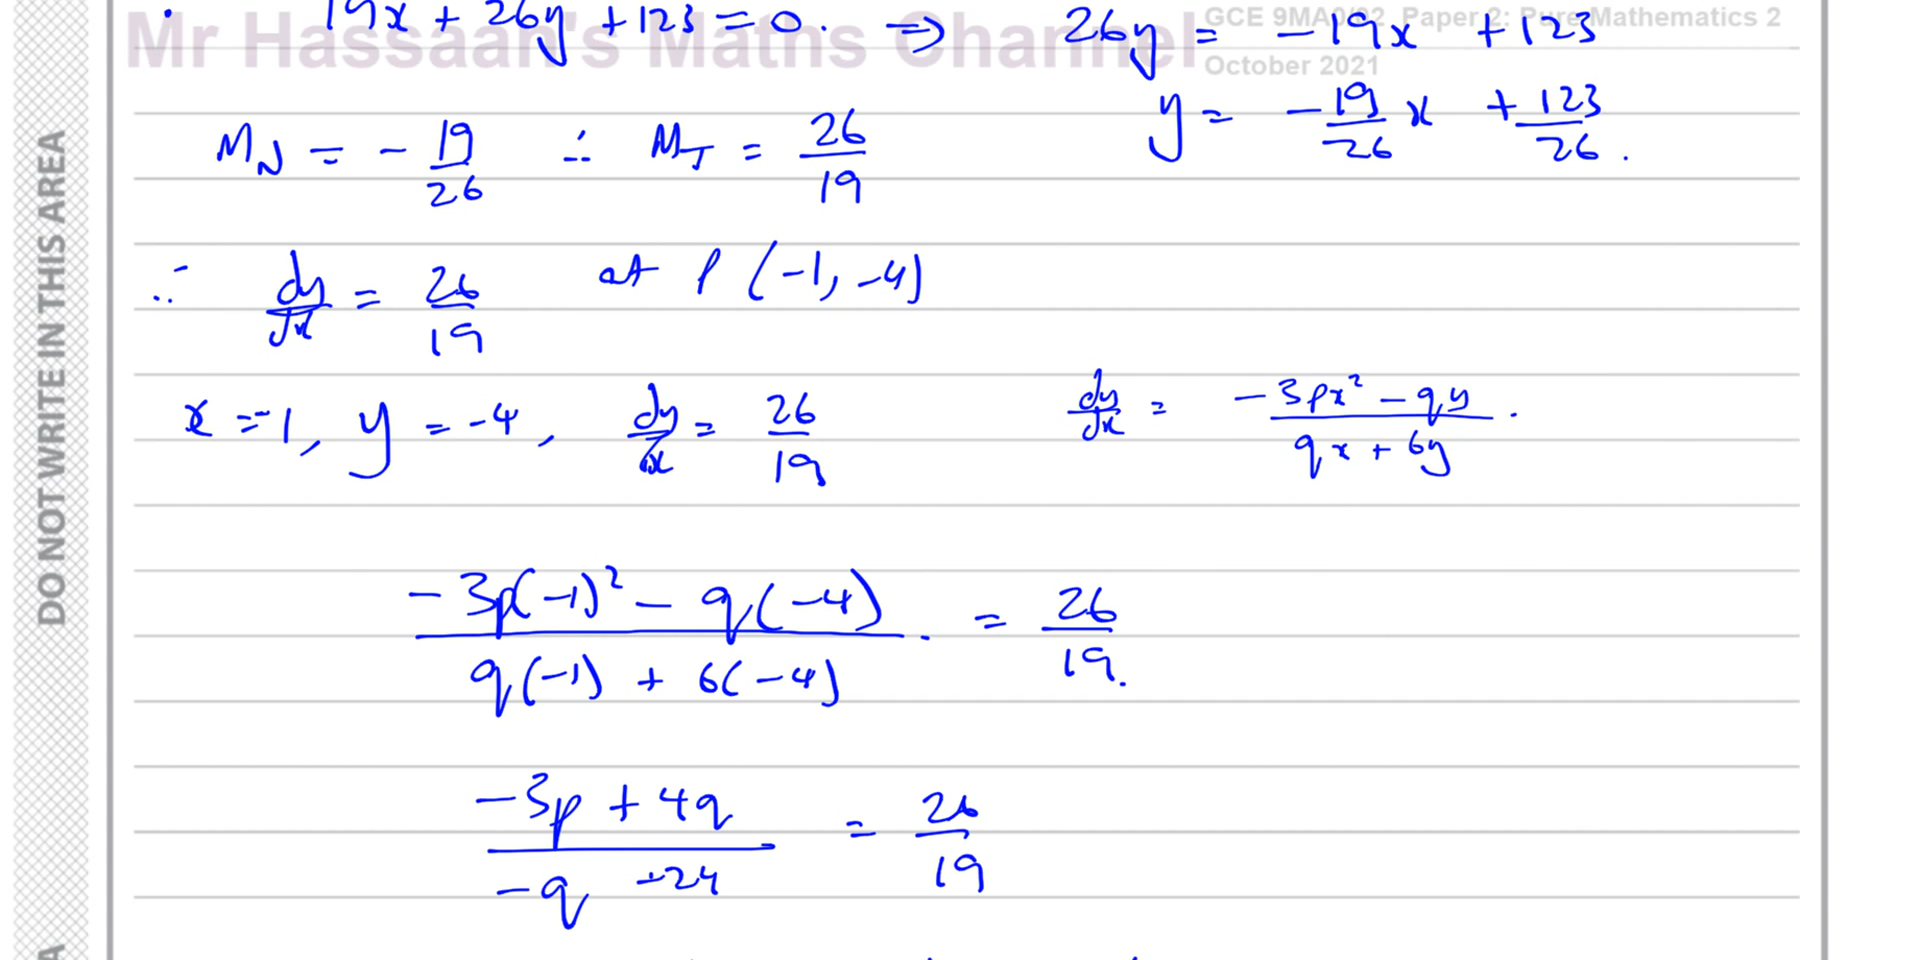 19x + 26y + 123 = 0. ⇒ 26y = -19x + 123
Mr Hassaan's Maths Channel
GCE 9MA0/02 Paper 2: Pure Mathematics 2
October 2021
y = -19/26 x + 123/26.
M_N = -19/26 ∴ M_T = 26/19
∴ dy/dx = 26/19 at P (-1, -4)
x = -1, y = -4, dy/dx = 26/19
dy/dx = (-3px² - qy)/(qx + 6y).
(-3p(-1)² - q(-4))/(q(-1) + 6(-4)) = 26/19.
(-3p + 4q)/(-q - 24) = 26/19
DO NOT WRITE IN THIS AREA